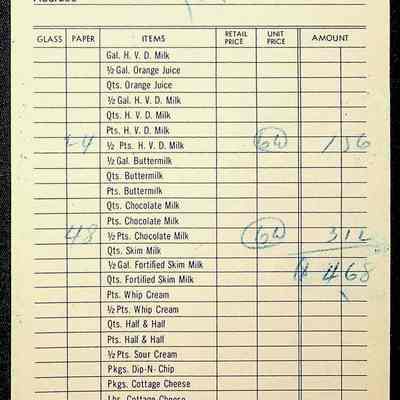 GLASS PAPER ITEMS RETAIL PRICE UNIT PRICE AMOUNT
Gal. H. V. D. Milk
½ Gal. Orange Juice
Qts. Orange Juice
½ Gal. H. V. D. Milk
Qts. H. V. D. Milk
Pts. H. V. D. Milk
24 ½ Pts. H. V. D. Milk 6½ 156
½ Gal. Buttermilk
Qts. Buttermilk
Pts. Buttermilk
Qts. Chocolate Milk
Pts. Chocolate Milk
48 ½ Pts. Chocolate Milk 6½ 312
Qts. Skim Milk
½ Gal. Fortified Skim Milk 468
Qts. Fortified Skim Milk
Pts. Whip Cream
½ Pts. Whip Cream
Qts. Half & Half
Pts. Half & Half
½ Pts. Sour Cream
Pkgs. Dip-N-Chip
Pkgs. Cottage Cheese
Lbs. Cottage Cheese